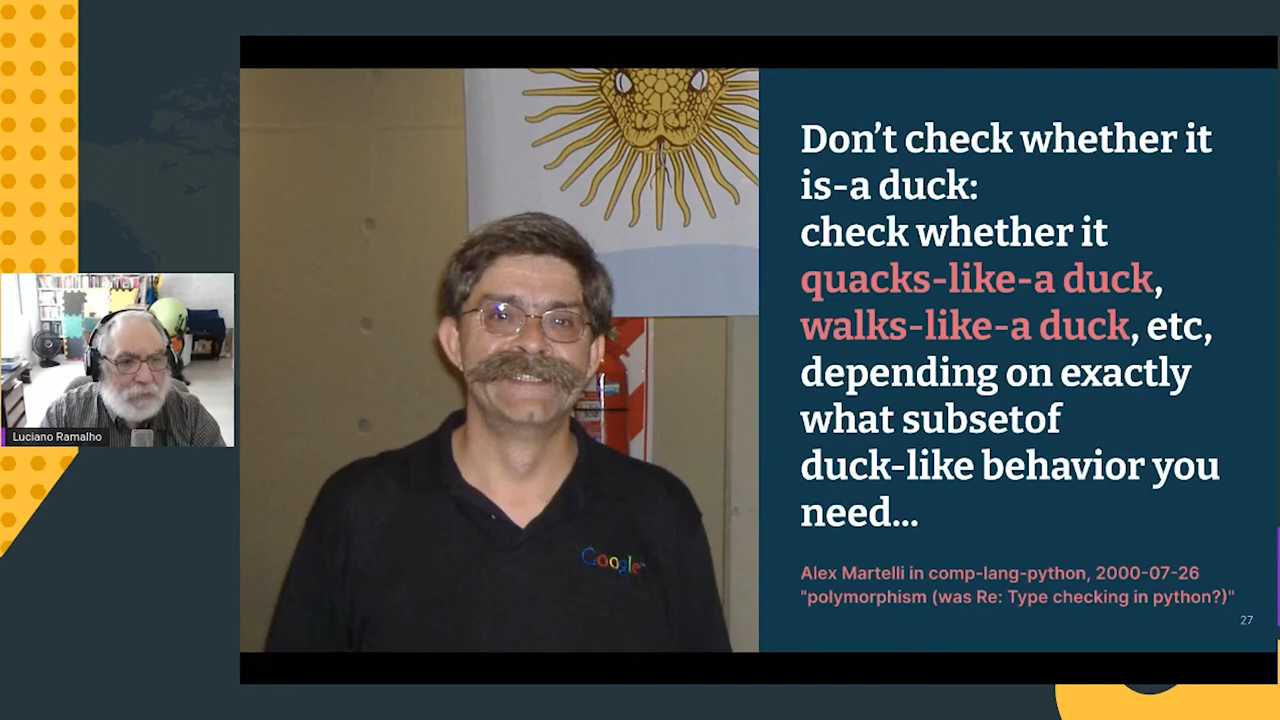 Don’t check whether it
is-a duck:
check whether it
quacks-like-a duck,
walks-like-a duck, etc,
depending on exactly
what subsetof
duck-like behavior you
need...
Alex Martelli in comp-lang-python, 2000-07-26
"polymorphism (was Re: Type checking in python?)"
27
Luciano Ramalho
Google